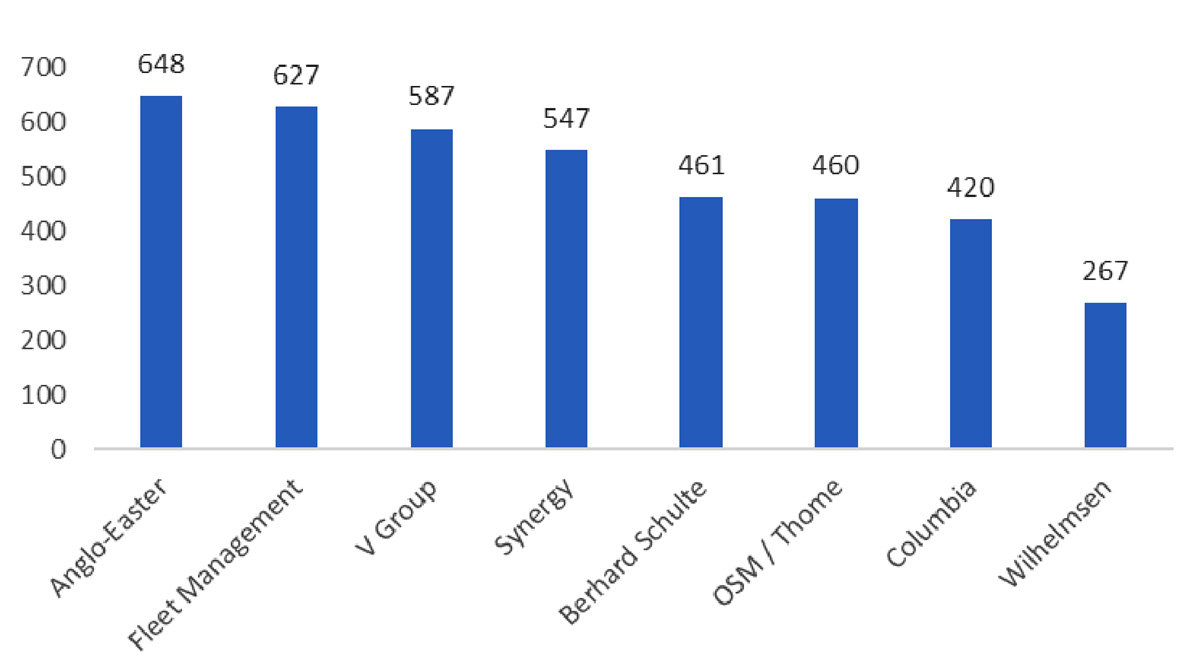 700
600
500
400
300
200
100
0
648
627
587
547
461
460
420
267
Anglo-Easter
Fleet Management
V Group
Synergy
Berhard Schulte
OSM / Thome
Columbia
Wilhelmsen